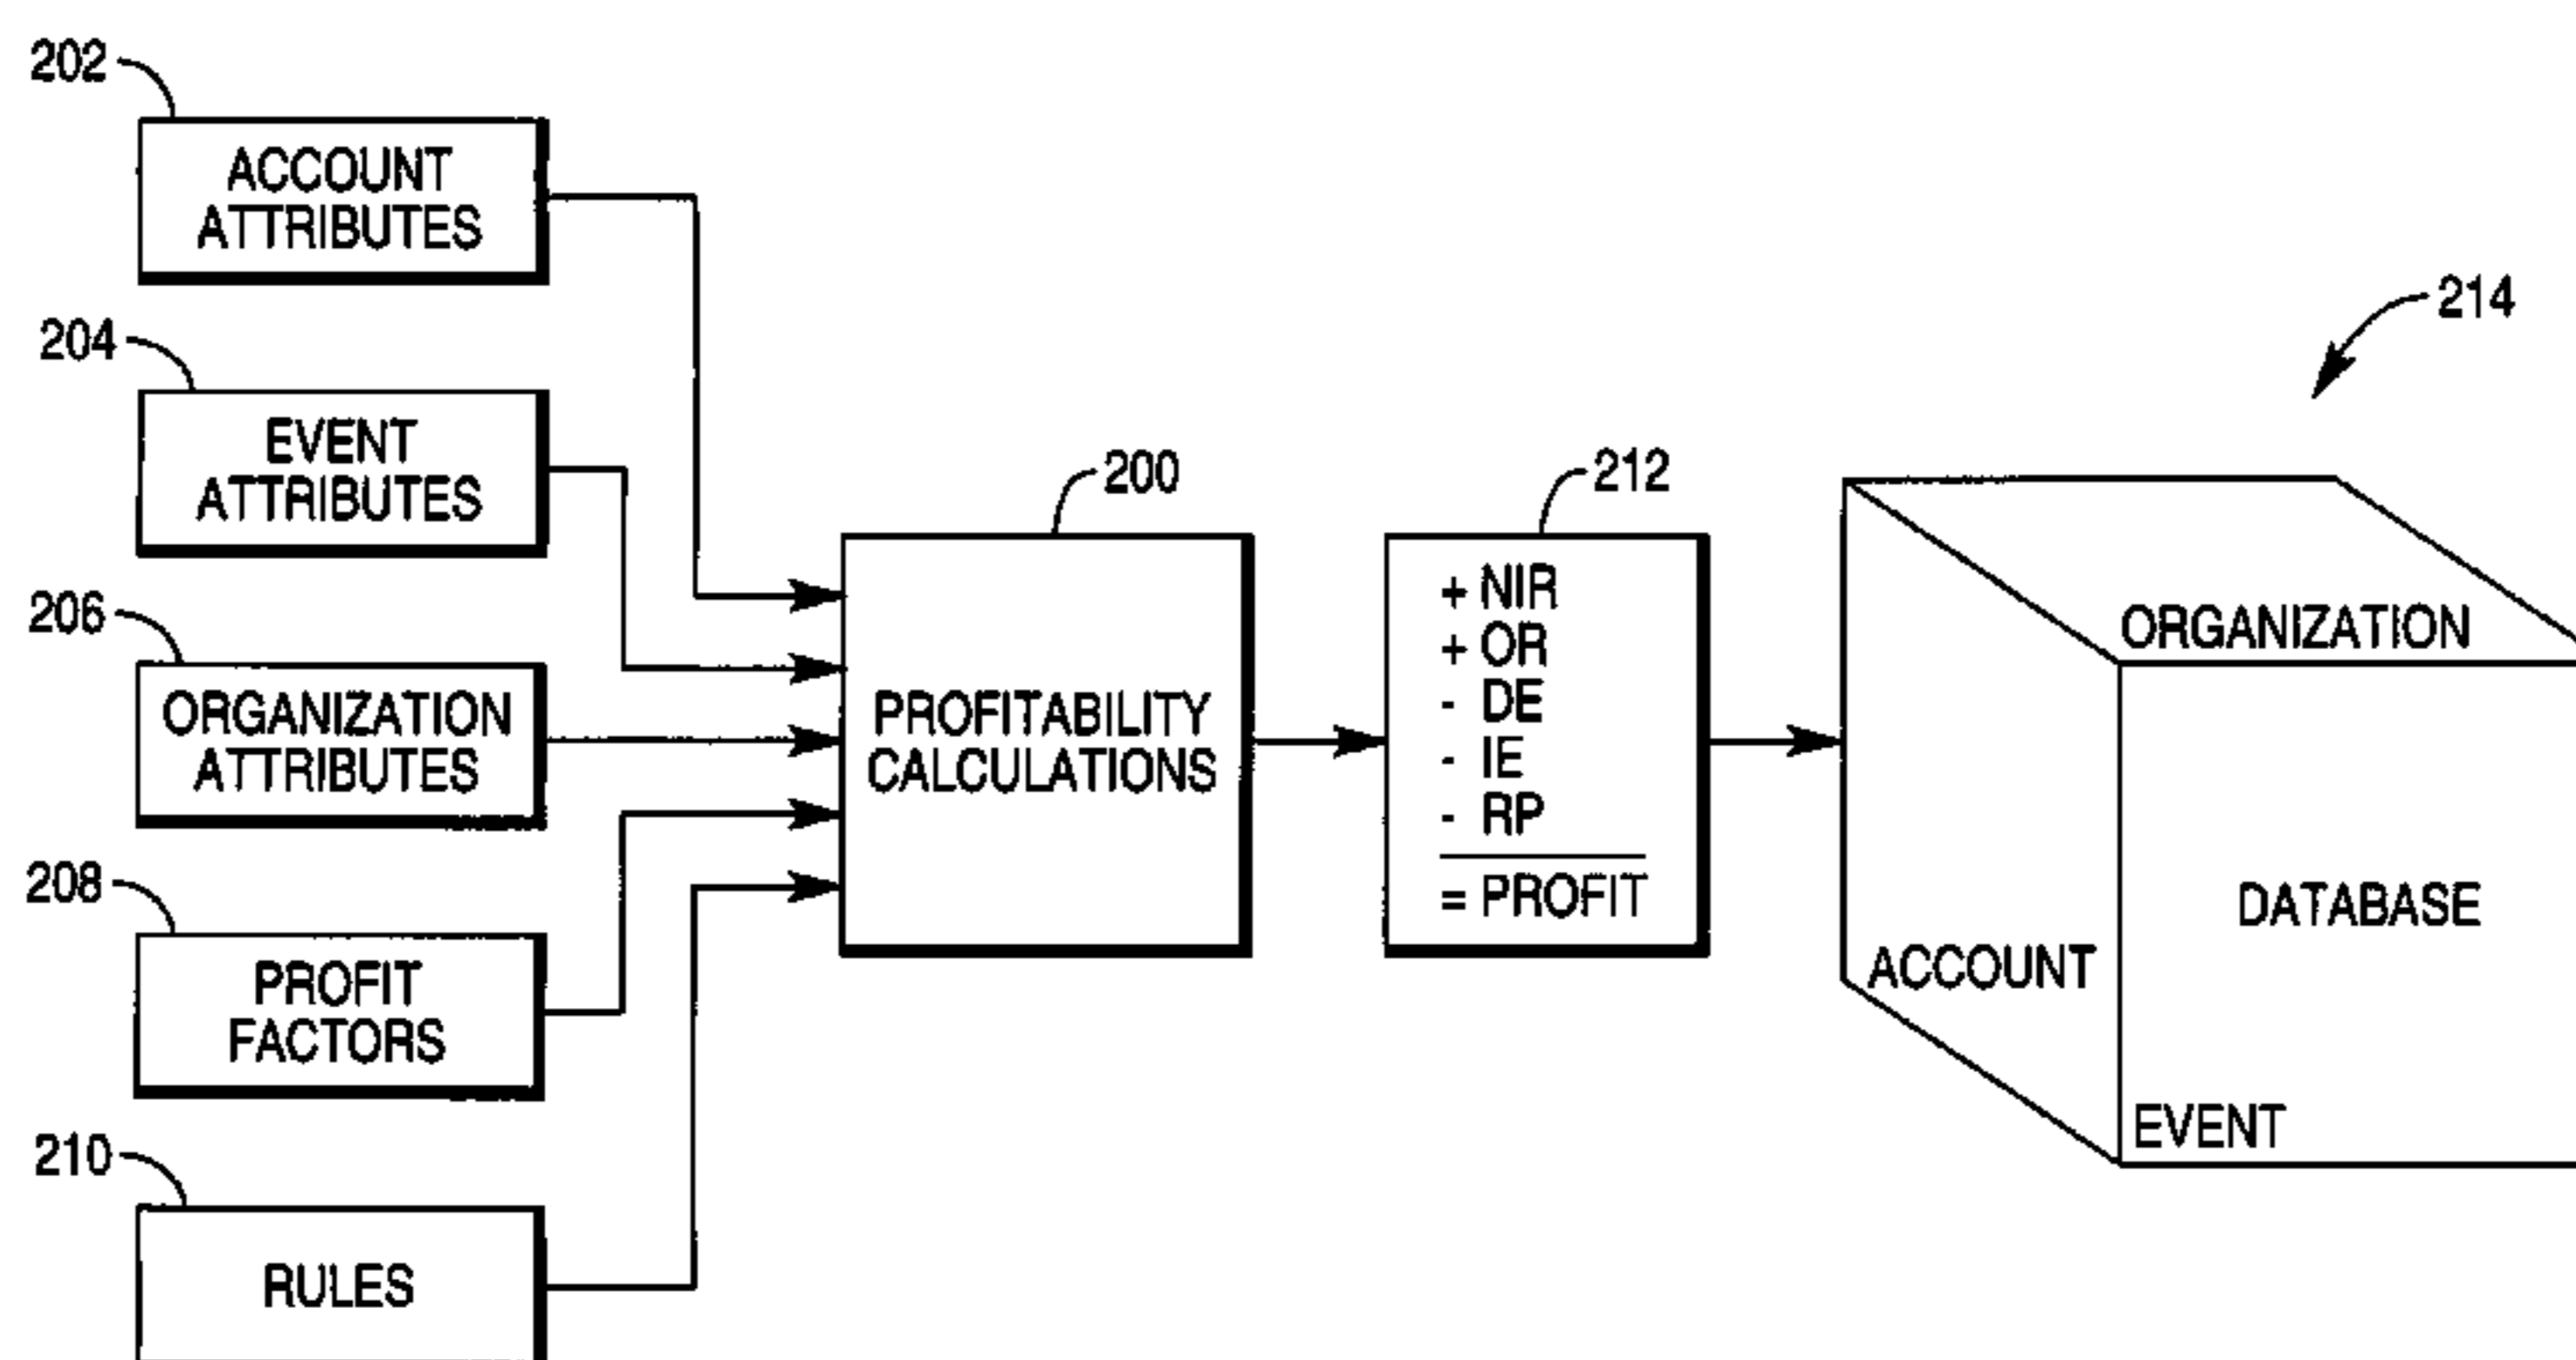 202
ACCOUNT
ATTRIBUTES
204
EVENT
ATTRIBUTES
206
ORGANIZATION
ATTRIBUTES
208
PROFIT
FACTORS
210
RULES
200
PROFITABILITY
CALCULATIONS
212
+ NIR
+ OR
- DE
- IE
- RP
= PROFIT
214
ORGANIZATION
DATABASE
ACCOUNT
EVENT